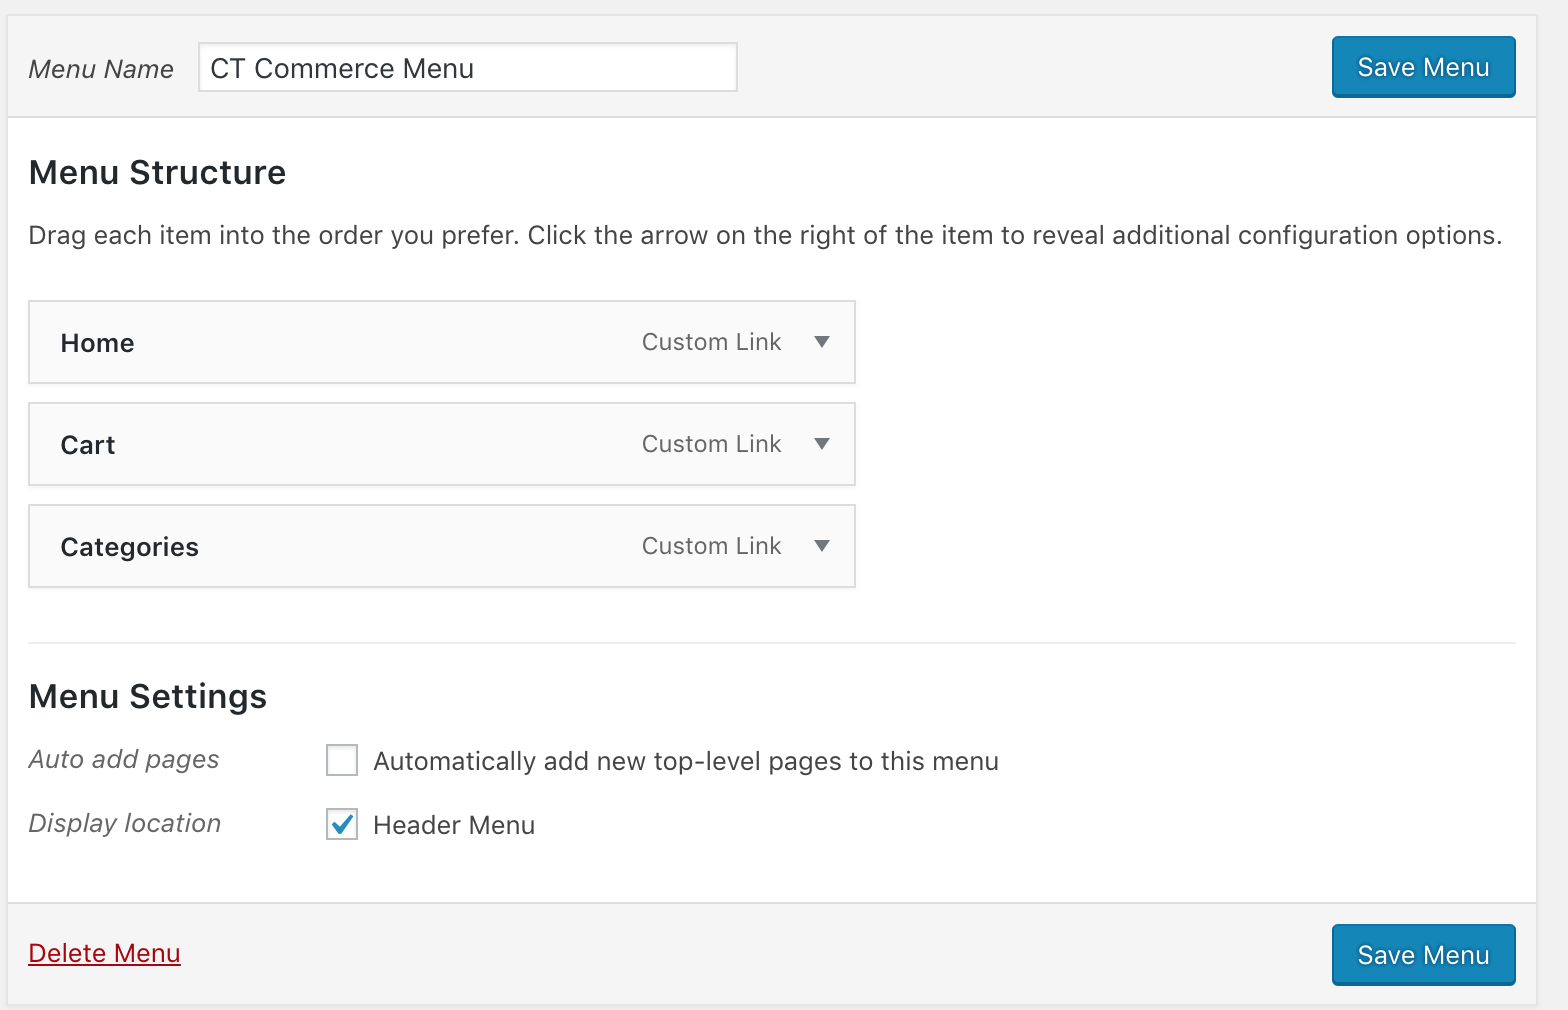 Menu Name CT Commerce Menu Save Menu
Menu Structure
Drag each item into the order you prefer. Click the arrow on the right of the item to reveal additional configuration options.
Home Custom Link
Cart Custom Link
Categories Custom Link
Menu Settings
Auto add pages Automatically add new top-level pages to this menu
Display location Header Menu
Delete Menu Save Menu